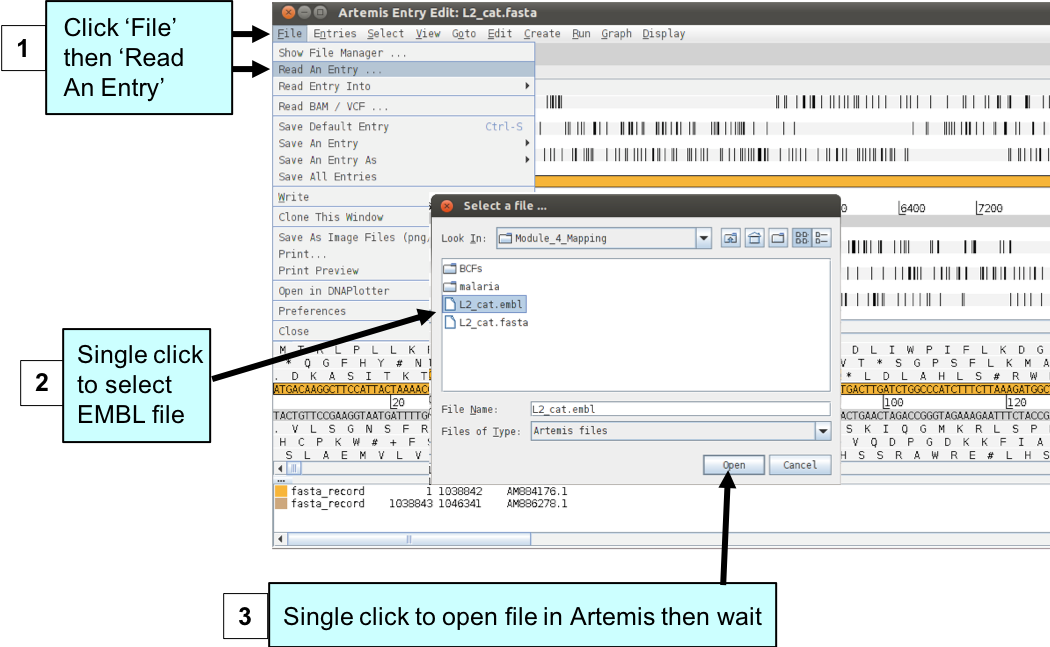 1
Click ‘File’
then ‘Read
An Entry’
Artemis Entry Edit: L2_cat.fasta
File Entries Select View Goto Edit Create Run Graph Display
Show File Manager ...
Read An Entry ...
Read Entry Into
Read BAM / VCF ...
Save Default Entry Ctrl-S
Save An Entry
Save An Entry As
Save All Entries
Write
Clone This Window
Save As Image Files (png/
Print...
Print Preview
Open in DNAPlotter
Preferences
Close
6400 7200
Select a file ...
Look In: Module_4_Mapping
BCFs
malaria
L2_cat.embl
L2_cat.fasta
File Name: L2_cat.embl
Files of Type: Artemis files
Open Cancel
2
Single click
to select
EMBL file
* Q G F H Y # N
. D K A S I T K T
ATGACAAGGCTTCCATTACTAAAAC
20
TACTGTTCCGAAGGTAATGATTTTG
. V L S G N S F R
H C P K W # + F
S L A E M V L V
D L I W P I F L K D G
V T * S G P S F L K M A
* L D L A H L S # R W
TGACTTGATCTGGCCCATCTTTCTTAAAGATGGC
100 120
ACTGAACTAGACCGGGTAGAAAGAATTTCTACCG
S K I Q G M K R L S P
V Q D P G D K K F I A
H S S R A W R E # L H S
fasta_record 1 1038842 AM884176.1
fasta_record 1038843 1046341 AM886278.1
3
Single click to open file in Artemis then wait